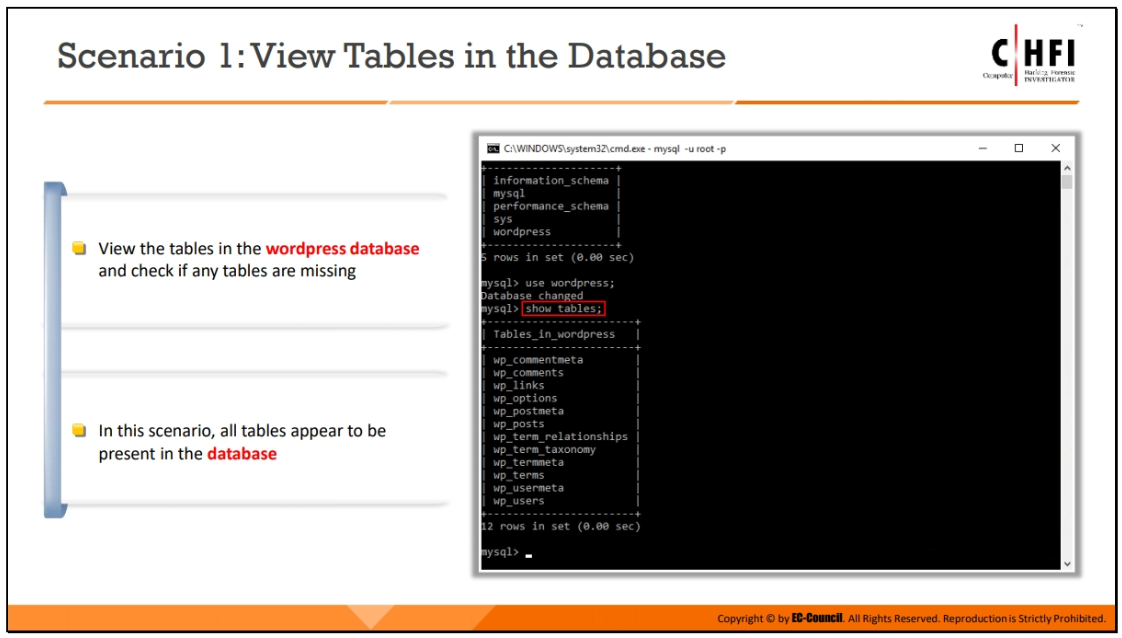 Scenario 1: View Tables in the Database
CHFI
Computer Hacking Forensic
INVESTIGATOR
View the tables in the wordpress database
and check if any tables are missing
In this scenario, all tables appear to be
present in the database
C:\WINDOWS\system32\cmd.exe - mysql -u root -p
+--------------------+
| information_schema |
| mysql              |
| performance_schema |
| sys                |
| wordpress          |
+--------------------+
5 rows in set (0.00 sec)
mysql> use wordpress;
Database changed
mysql> show tables;
+-----------------------+
| Tables_in_wordpress   |
+-----------------------+
| wp_commentmeta        |
| wp_comments           |
| wp_links              |
| wp_options            |
| wp_postmeta           |
| wp_posts              |
| wp_term_relationships |
| wp_term_taxonomy      |
| wp_termmeta           |
| wp_terms              |
| wp_usermeta           |
| wp_users              |
+-----------------------+
12 rows in set (0.00 sec)
mysql> _
Copyright © by EC-Council. All Rights Reserved. Reproduction is Strictly Prohibited.